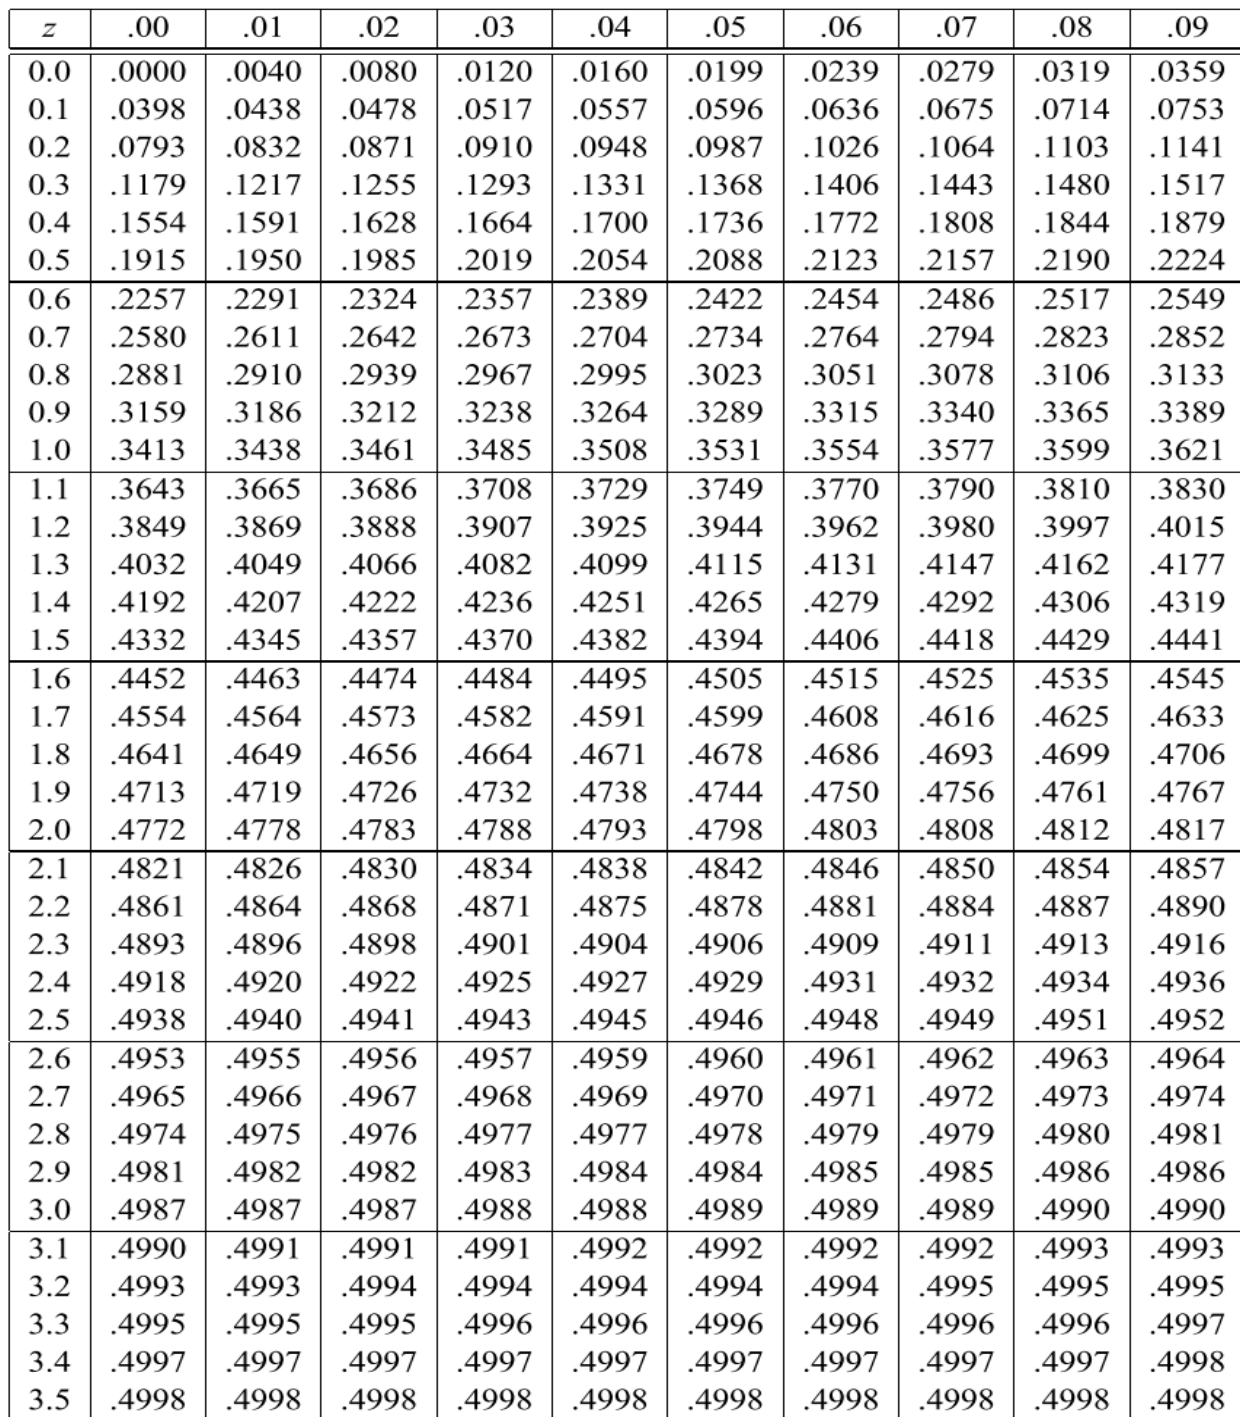 z .00 .01 .02 .03 .04 .05 .06 .07 .08 .09
0.0 .0000 .0040 .0080 .0120 .0160 .0199 .0239 .0279 .0319 .0359
0.1 .0398 .0438 .0478 .0517 .0557 .0596 .0636 .0675 .0714 .0753
0.2 .0793 .0832 .0871 .0910 .0948 .0987 .1026 .1064 .1103 .1141
0.3 .1179 .1217 .1255 .1293 .1331 .1368 .1406 .1443 .1480 .1517
0.4 .1554 .1591 .1628 .1664 .1700 .1736 .1772 .1808 .1844 .1879
0.5 .1915 .1950 .1985 .2019 .2054 .2088 .2123 .2157 .2190 .2224
0.6 .2257 .2291 .2324 .2357 .2389 .2422 .2454 .2486 .2517 .2549
0.7 .2580 .2611 .2642 .2673 .2704 .2734 .2764 .2794 .2823 .2852
0.8 .2881 .2910 .2939 .2967 .2995 .3023 .3051 .3078 .3106 .3133
0.9 .3159 .3186 .3212 .3238 .3264 .3289 .3315 .3340 .3365 .3389
1.0 .3413 .3438 .3461 .3485 .3508 .3531 .3554 .3577 .3599 .3621
1.1 .3643 .3665 .3686 .3708 .3729 .3749 .3770 .3790 .3810 .3830
1.2 .3849 .3869 .3888 .3907 .3925 .3944 .3962 .3980 .3997 .4015
1.3 .4032 .4049 .4066 .4082 .4099 .4115 .4131 .4147 .4162 .4177
1.4 .4192 .4207 .4222 .4236 .4251 .4265 .4279 .4292 .4306 .4319
1.5 .4332 .4345 .4357 .4370 .4382 .4394 .4406 .4418 .4429 .4441
1.6 .4452 .4463 .4474 .4484 .4495 .4505 .4515 .4525 .4535 .4545
1.7 .4554 .4564 .4573 .4582 .4591 .4599 .4608 .4616 .4625 .4633
1.8 .4641 .4649 .4656 .4664 .4671 .4678 .4686 .4693 .4699 .4706
1.9 .4713 .4719 .4726 .4732 .4738 .4744 .4750 .4756 .4761 .4767
2.0 .4772 .4778 .4783 .4788 .4793 .4798 .4803 .4808 .4812 .4817
2.1 .4821 .4826 .4830 .4834 .4838 .4842 .4846 .4850 .4854 .4857
2.2 .4861 .4864 .4868 .4871 .4875 .4878 .4881 .4884 .4887 .4890
2.3 .4893 .4896 .4898 .4901 .4904 .4906 .4909 .4911 .4913 .4916
2.4 .4918 .4920 .4922 .4925 .4927 .4929 .4931 .4932 .4934 .4936
2.5 .4938 .4940 .4941 .4943 .4945 .4946 .4948 .4949 .4951 .4952
2.6 .4953 .4955 .4956 .4957 .4959 .4960 .4961 .4962 .4963 .4964
2.7 .4965 .4966 .4967 .4968 .4969 .4970 .4971 .4972 .4973 .4974
2.8 .4974 .4975 .4976 .4977 .4977 .4978 .4979 .4979 .4980 .4981
2.9 .4981 .4982 .4982 .4983 .4984 .4984 .4985 .4985 .4986 .4986
3.0 .4987 .4987 .4987 .4988 .4988 .4989 .4989 .4989 .4990 .4990
3.1 .4990 .4991 .4991 .4991 .4992 .4992 .4992 .4992 .4993 .4993
3.2 .4993 .4993 .4994 .4994 .4994 .4994 .4994 .4995 .4995 .4995
3.3 .4995 .4995 .4995 .4996 .4996 .4996 .4996 .4996 .4996 .4997
3.4 .4997 .4997 .4997 .4997 .4997 .4997 .4997 .4997 .4997 .4998
3.5 .4998 .4998 .4998 .4998 .4998 .4998 .4998 .4998 .4998 .4998